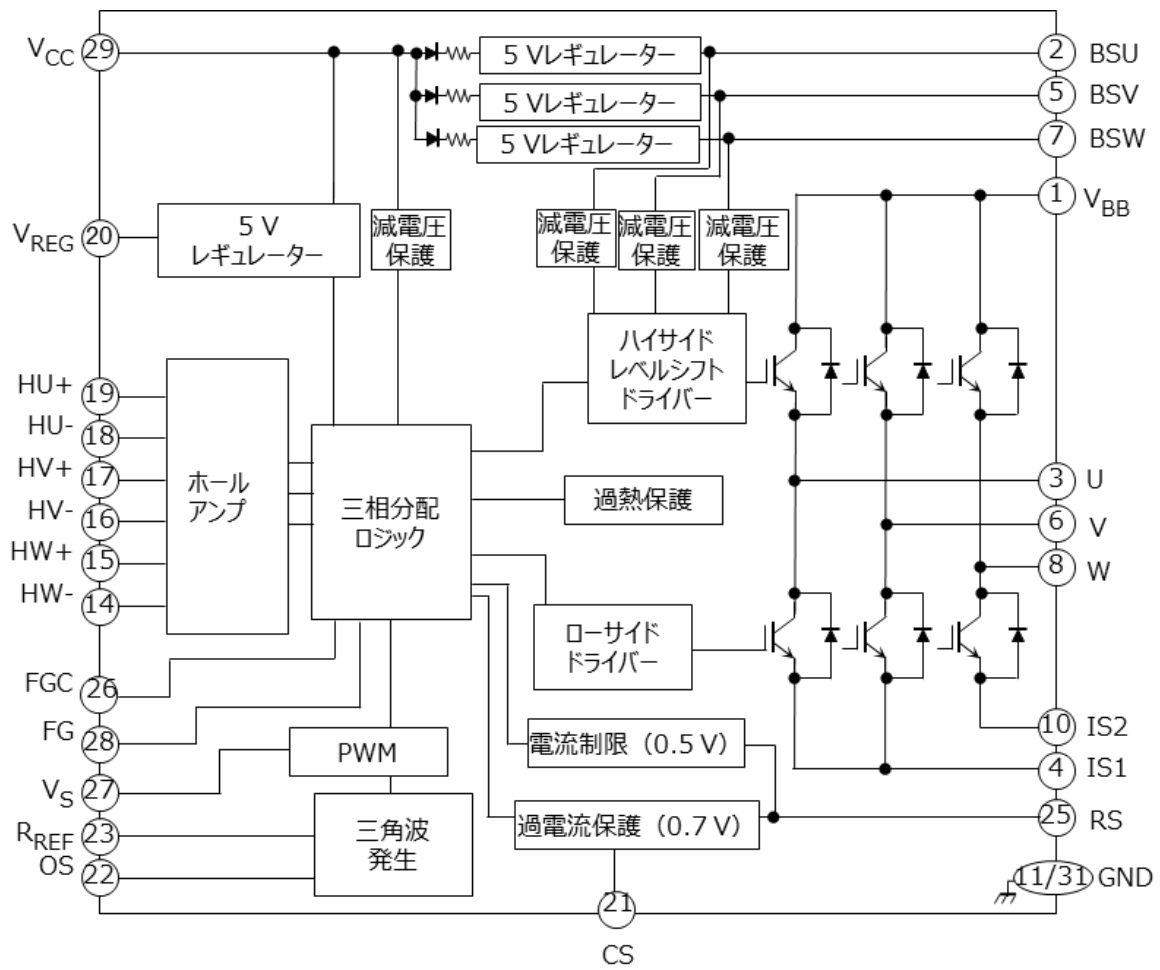 VCC 29
5 Vレギュレーター
2 BSU
5 Vレギュレーター
5 BSV
5 Vレギュレーター
7 BSW
1 VBB
VREG 20
5 V
レギュレーター
減電圧
保護
減電圧
保護
減電圧
保護
減電圧
保護
ハイサイド
レベルシフト
ドライバー
HU+ 19
HU- 18
HV+ 17
HV- 16
HW+ 15
HW- 14
ホール
アンプ
三相分配
ロジック
過熱保護
3 U
6 V
8 W
ローサイド
ドライバー
FGC 26
FG 28
VS 27
RREF 23
OS 22
PWM
三角波
発生
電流制限（0.5 V）
過電流保護（0.7 V）
10 IS2
4 IS1
25 RS
11/31 GND
21
CS